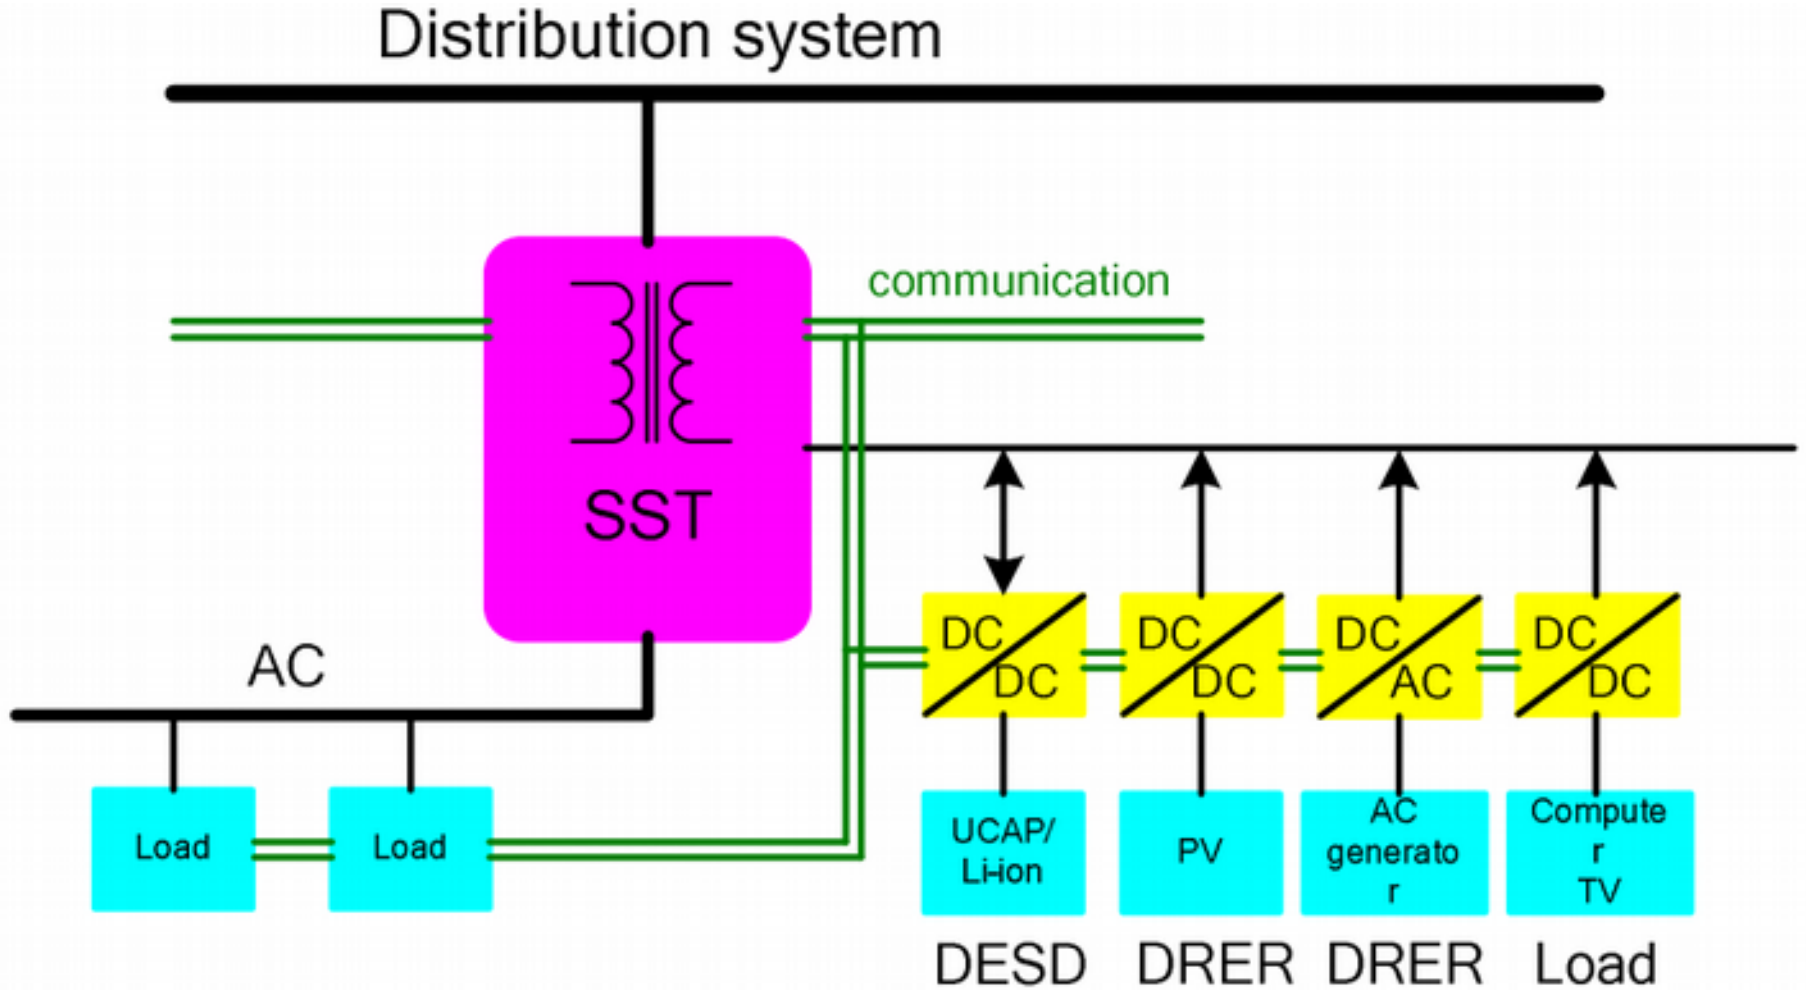 Distribution system
communication
SST
AC
DC
DC
DC
DC
DC
AC
DC
DC
Load
Load
UCAP/
Li-ion
PV
AC
generato
r
Compute
r
TV
DESD
DRER
DRER
Load